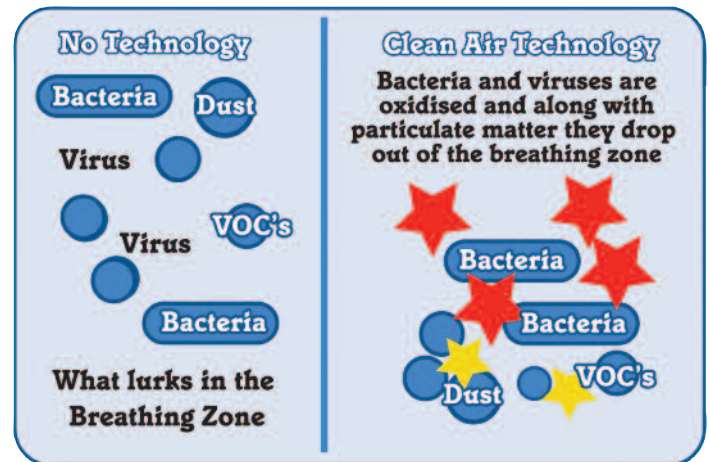 No Technology
Bacteria
Dust
Virus
VOC's
Virus
Bacteria
What lurks in the
Breathing Zone
Clean Air Technology
Bacteria and viruses are
oxidised and along with
particulate matter they drop
out of the breathing zone
Bacteria
Bacteria
VOC's
Dust